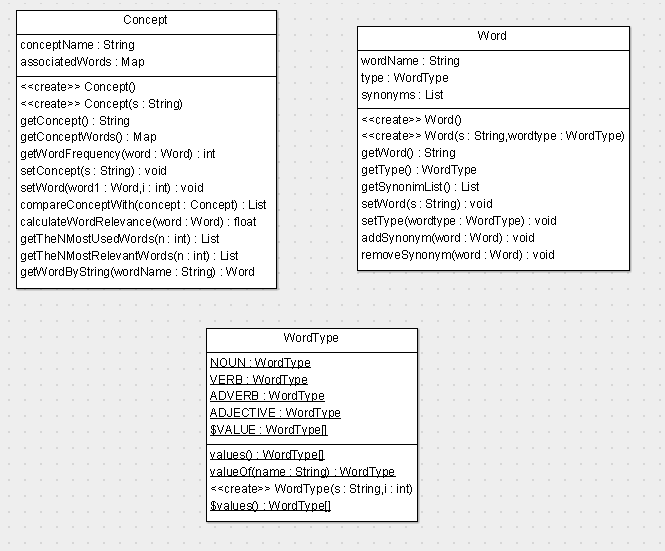 Concept
conceptName : String
associatedWords : Map
<<create>> Concept()
<<create>> Concept(s : String)
getConcept() : String
getConceptWords() : Map
getWordFrequency(word : Word) : int
setConcept(s : String) : void
setWord(word1 : Word,i : int) : void
compareConceptWith(concept : Concept) : List
calculateWordRelevance(word : Word) : float
getTheNMostUsedWords(n : int) : List
getTheNMostRelevantWords(n : int) : List
getWordByString(wordName : String) : Word
Word
wordName : String
type : WordType
synonyms : List
<<create>> Word()
<<create>> Word(s : String,wordtype : WordType)
getWord() : String
getType() : WordType
getSynonimList() : List
setWord(s : String) : void
setType(wordtype : WordType) : void
addSynonym(word : Word) : void
removeSynonym(word : Word) : void
WordType
NOUN : WordType
VERB : WordType
ADVERB : WordType
ADJECTIVE : WordType
$VALUE : WordType[]
values() : WordType[]
valueOf(name : String) : WordType
<<create>> WordType(s : String,i : int)
$values() : WordType[]